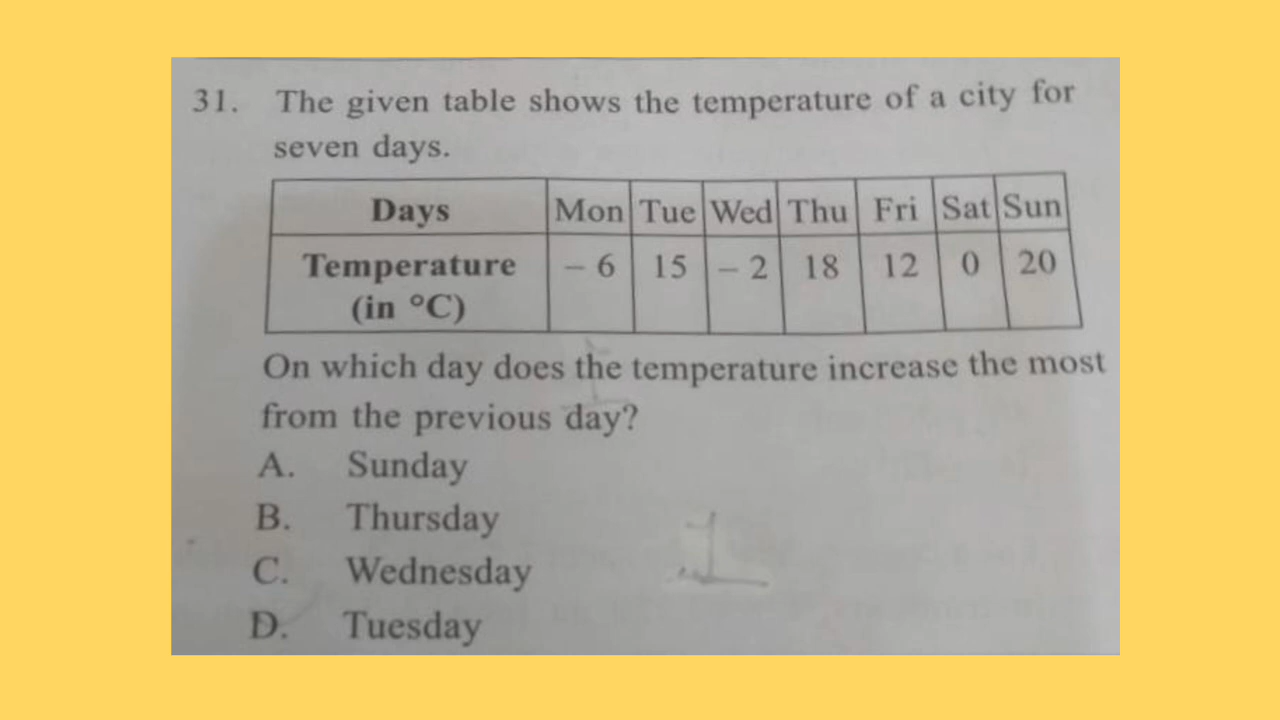 31. The given table shows the temperature of a city for
seven days.
Days Mon Tue Wed Thu Fri Sat Sun
Temperature – 6 15 – 2 18 12 0 20
(in °C)
On which day does the temperature increase the most
from the previous day?
A. Sunday
B. Thursday
C. Wednesday
D. Tuesday